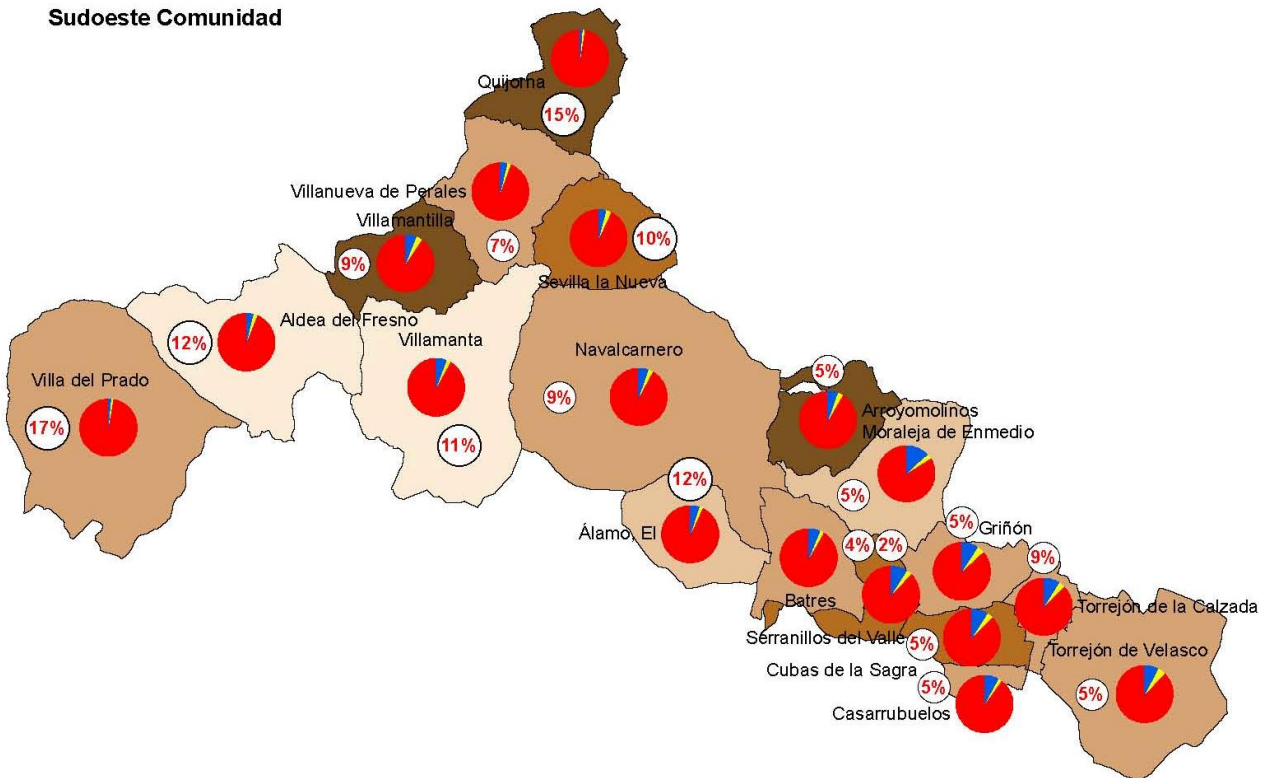 Sudoeste Comunidad
Quijorna
15%
Villanueva de Perales
Villamantilla
7%
10%
9%
Sevilla la Nueva
Aldea del Fresno
12%
Villamanta
Navalcarnero
5%
Villa del Prado
9%
Arroyomolinos
Moraleja de Enmedio
17%
11%
12%
5%
Álamo, El
4%
2%
5%
Griñón
9%
Batres
Torrejón de la Calzada
Serranillos del Valle
5%
Torrejón de Velasco
Cubas de la Sagra
5%
5%
Casarrubuelos